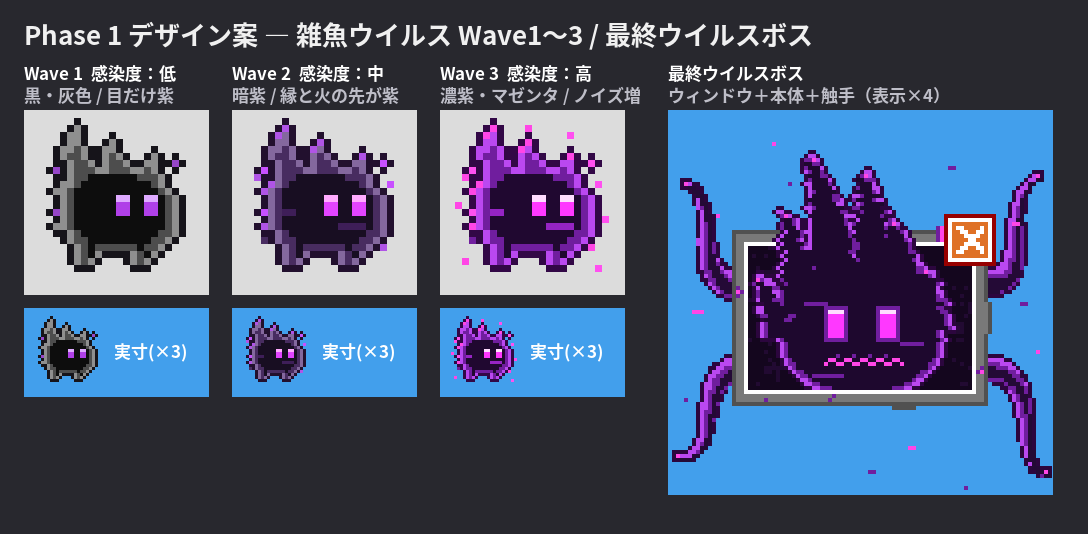 Phase 1 デザイン案 — 雑魚ウイルス Wave1〜3 / 最終ウイルスボス
Wave 1 感染度：低
黒・灰色 / 目だけ紫
Wave 2 感染度：中
暗紫 / 縁と火の先が紫
Wave 3 感染度：高
濃紫・マゼンタ / ノイズ増
最終ウイルスボス
ウィンドウ＋本体＋触手（表示×4）
実寸(×3)
実寸(×3)
実寸(×3)